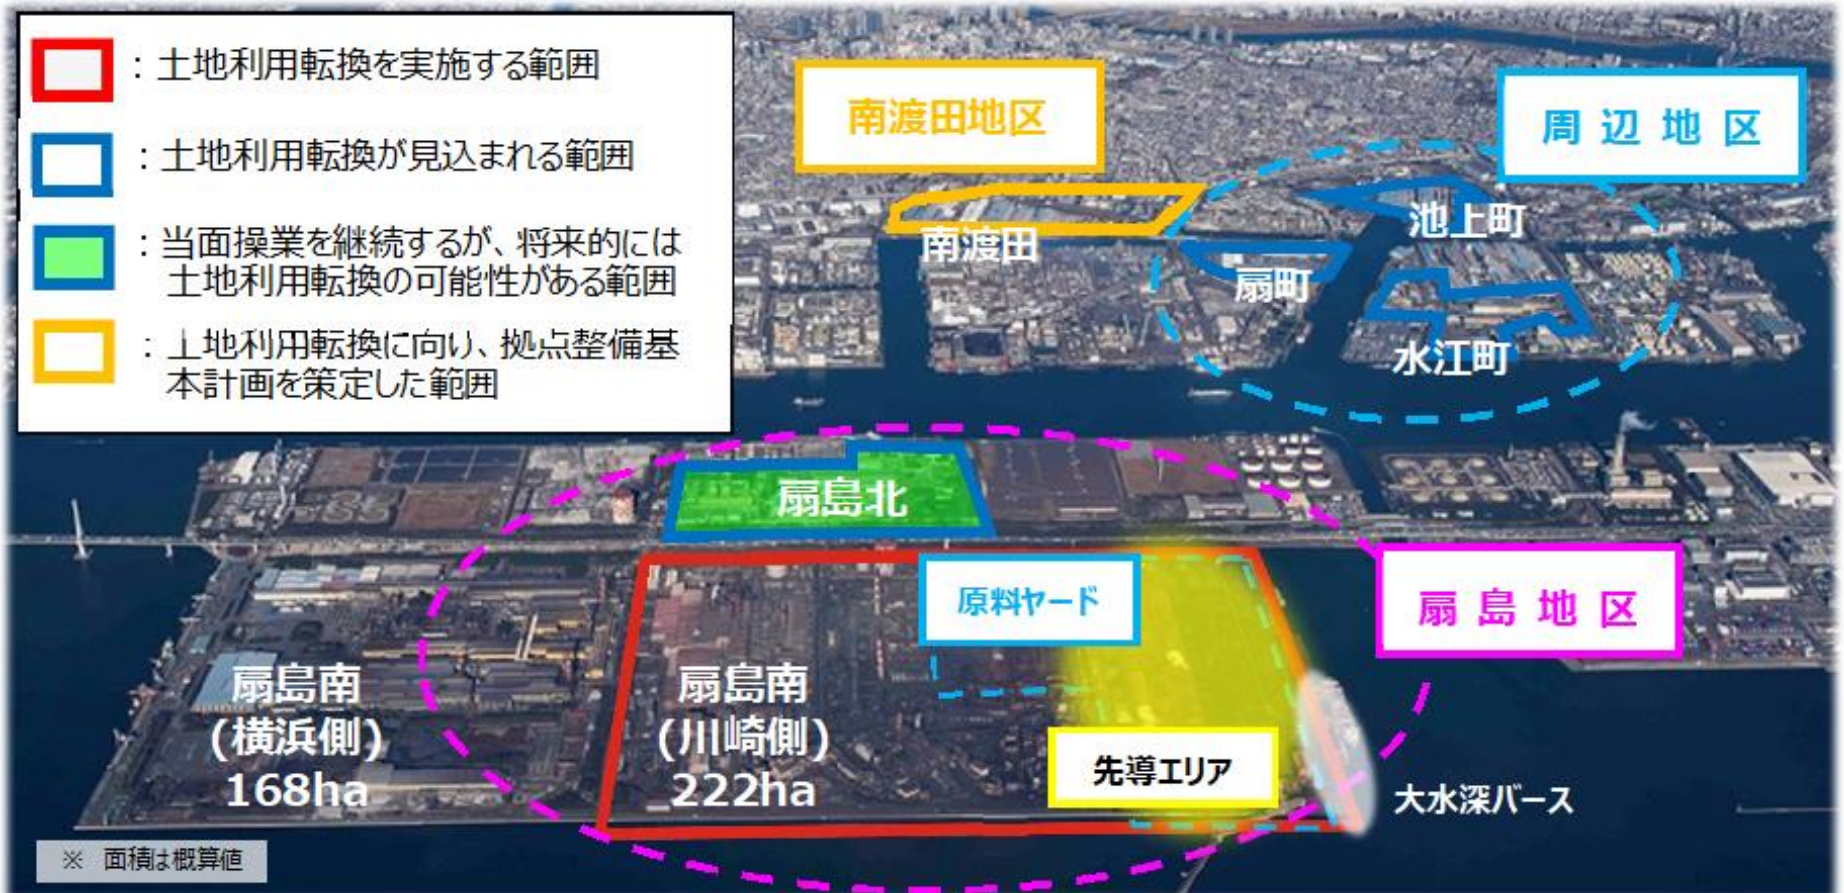 ：土地利用転換を実施する範囲
：土地利用転換が見込まれる範囲
：当面操業を継続するが、将来的には
土地利用転換の可能性がある範囲
：土地利用転換に向け、拠点整備基
本計画を策定した範囲
南渡田地区
周辺地区
南渡田
池上町
扇町
水江町
扇島北
原料ヤード
扇島地区
扇島南
(横浜側)
168ha
扇島南
(川崎側)
222ha
先導エリア
大水深バース
※ 面積は概算値